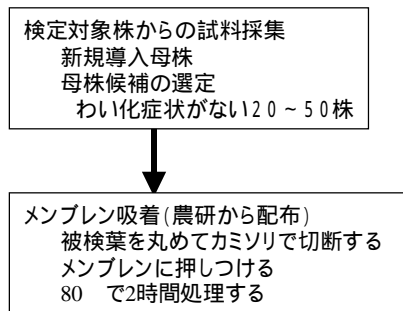 検定対象株からの試料採集
新規導入母株
母株候補の選定
わい化症状がない20~50株
メンブレン吸着(農研から配布)
被検葉を丸めてカミソリで切断する
メンブレンに押しつける
80 で2時間処理する